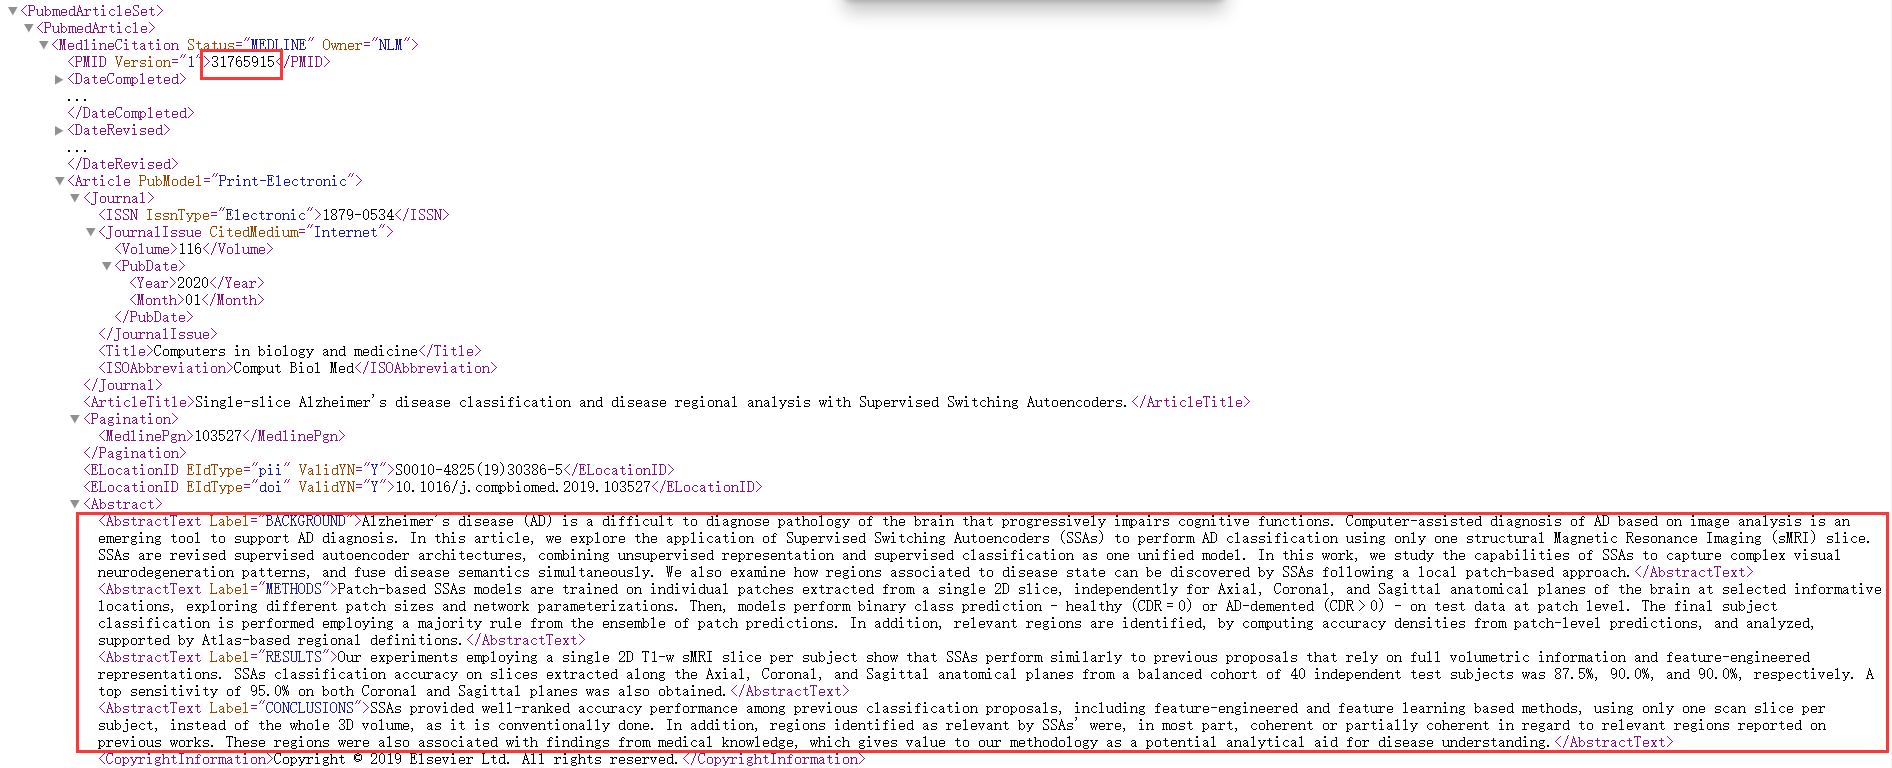 <PubmedArticleSet>
<PubmedArticle>
<MedlineCitation Status="MEDLINE" Owner="NLM">
<PMID Version="1">31765915</PMID>
<DateCompleted>
...
</DateCompleted>
<DateRevised>
...
</DateRevised>
<Article PubModel="Print-Electronic">
<Journal>
<ISSN IssnType="Electronic">1879-0534</ISSN>
<JournalIssue CitedMedium="Internet">
<Volume>116</Volume>
<PubDate>
<Year>2020</Year>
<Month>01</Month>
</PubDate>
</JournalIssue>
<Title>Computers in biology and medicine</Title>
<ISOAbbreviation>Comput Biol Med</ISOAbbreviation>
</Journal>
<ArticleTitle>Single-slice Alzheimer's disease classification and disease regional analysis with Supervised Switching Autoencoders.</ArticleTitle>
<Pagination>
<MedlinePgn>103527</MedlinePgn>
</Pagination>
<ELocationID EIdType="pii" ValidYN="Y">S0010-4825(19)30386-5</ELocationID>
<ELocationID EIdType="doi" ValidYN="Y">10.1016/j.compbiomed.2019.103527</ELocationID>
<Abstract>
<AbstractText Label="BACKGROUND">Alzheimer's disease (AD) is a difficult to diagnose pathology of the brain that progressively impairs cognitive functions. Computer-assisted diagnosis of AD based on image analysis is an
emerging tool to support AD diagnosis. In this article, we explore the application of Supervised Switching Autoencoders (SSAs) to perform AD classification using only one structural Magnetic Resonance Imaging (sMRI) slice.
SSAs are revised supervised autoencoder architectures, combining unsupervised representation and supervised classification as one unified model. In this work, we study the capabilities of SSAs to capture complex visual
neurodegeneration patterns, and fuse disease semantics simultaneously. We also examine how regions associated to disease state can be discovered by SSAs following a local patch-based approach.</AbstractText>
<AbstractText Label="METHODS">Patch-based SSAs models are trained on individual patches extracted from a single 2D slice, independently for Axial, Coronal, and Sagittal anatomical planes of the brain at selected informative
locations, exploring different patch sizes and network parameterizations. Then, models perform binary class prediction - healthy (CDR = 0) or AD-demented (CDR > 0) - on test data at patch level. The final subject
classification is performed employing a majority rule from the ensemble of patch predictions. In addition, relevant regions are identified, by computing accuracy densities from patch-level predictions, and analyzed,
supported by Atlas-based regional definitions.</AbstractText>
<AbstractText Label="RESULTS">Our experiments employing a single 2D T1-w sMRI slice per subject show that SSAs perform similarly to previous proposals that rely on full volumetric information and feature-engineered
representations. SSAs classification accuracy on slices extracted along the Axial, Coronal, and Sagittal anatomical planes from a balanced cohort of 40 independent test subjects was 87.5%, 90.0%, and 90.0%, respectively. A
top sensitivity of 95.0% on both Coronal and Sagittal planes was also obtained.</AbstractText>
<AbstractText Label="CONCLUSIONS">SSAs provided well-ranked accuracy performance among previous classification proposals, including feature-engineered and feature learning based methods, using only one scan slice per
subject, instead of the whole 3D volume, as it is conventionally done. In addition, regions identified as relevant by SSAs' were, in most part, coherent or partially coherent in regard to relevant regions reported on
previous works. These regions were also associated with findings from medical knowledge, which gives value to our methodology as a potential analytical aid for disease understanding.</AbstractText>
<CopyrightInformation>Copyright © 2019 Elsevier Ltd. All rights reserved.</CopyrightInformation>